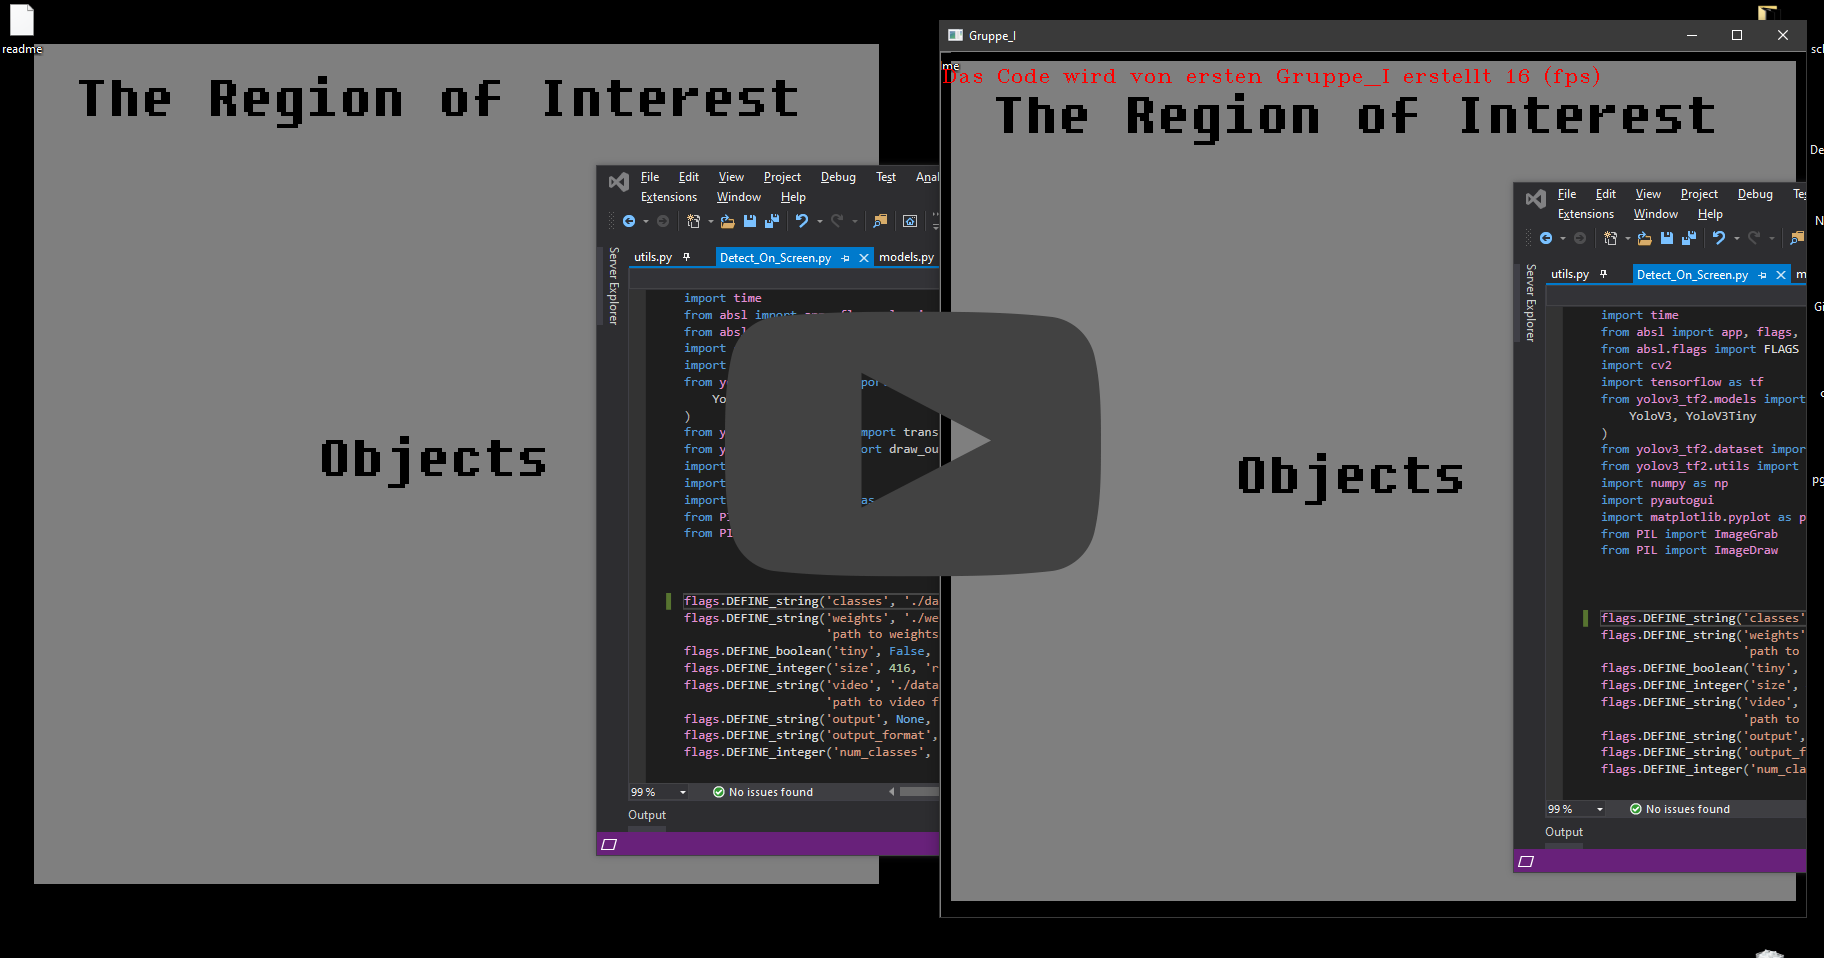 readme
The Region of Interest
Objects
File Edit View Project Debug Test
Extensions Window Help
Server Explorer
utils.py Detect_On_Screen.py models.py
import time
from absl import
from
import
import
from
)
from import
from
import
import
import as
from
from
flags.DEFINE_string('classes', './da
flags.DEFINE_string('weights', './we
'path to weights
flags.DEFINE_boolean('tiny', False,
flags.DEFINE_integer('size', 416, 'r
flags.DEFINE_string('video', './data
'path to video f
flags.DEFINE_string('output', None,
flags.DEFINE_string('output_format',
flags.DEFINE_integer('num_classes',
99 % No issues found
Output
Gruppe_I
me
Das Code wird von ersten Gruppe_I erstellt 16 (fps)
The Region of Interest
Objects
File Edit View Project Debug
Extensions Window Help
Server Explorer
utils.py Detect_On_Screen.py
import time
from absl import app, flags,
from absl.flags import FLAGS
import cv2
import tensorflow as tf
from yolov3_tf2.models import
YoloV3, YoloV3Tiny
)
from yolov3_tf2.dataset impor
from yolov3_tf2.utils import
import numpy as np
import pyautogui
import matplotlib.pyplot as p
from PIL import ImageGrab
from PIL import ImageDraw
flags.DEFINE_string('classes'
flags.DEFINE_string('weights'
'path to
flags.DEFINE_boolean('tiny',
flags.DEFINE_integer('size',
flags.DEFINE_string('video',
'path to
flags.DEFINE_string('output',
flags.DEFINE_string('output_f
flags.DEFINE_integer('num_cla
99 % No issues found
Output